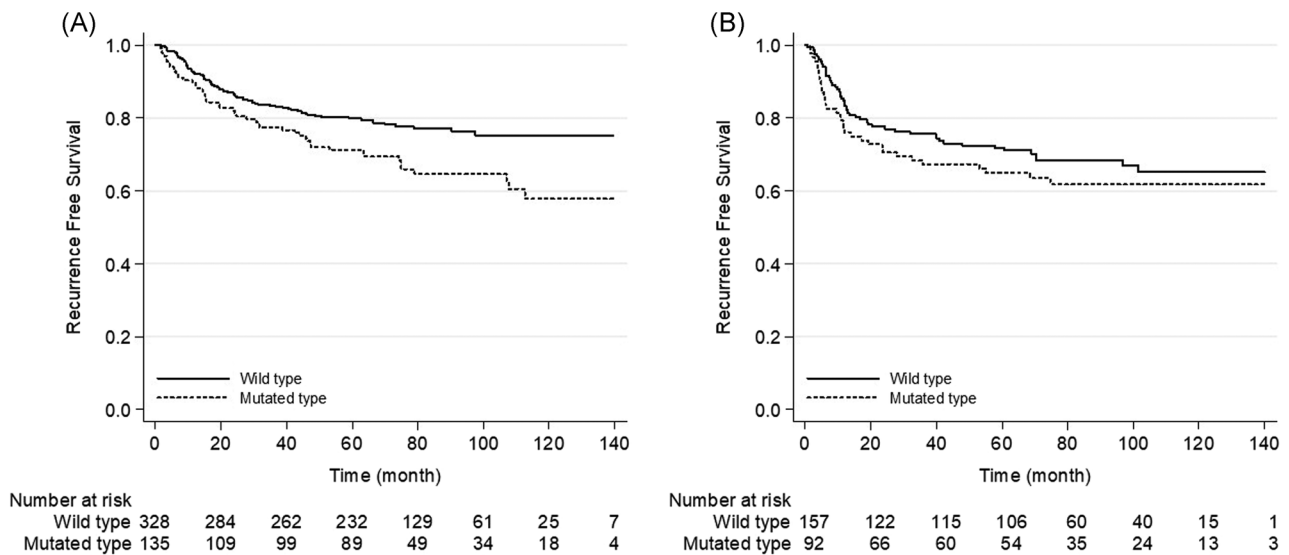 (A)
Recurrence Free Survival
1.0
0.8
0.6
0.4
0.2
0.0
Wild type
Mutated type
0 20 40 60 80 100 120 140
Time (month)
Number at risk
Wild type 328 284 262 232 129 61 25 7
Mutated type 135 109 99 89 49 34 18 4
(B)
Recurrence Free Survival
1.0
0.8
0.6
0.4
0.2
0.0
Wild type
Mutated type
0 20 40 60 80 100 120 140
Time (month)
Number at risk
Wild type 157 122 115 106 60 40 15 1
Mutated type 92 66 60 54 35 24 13 3